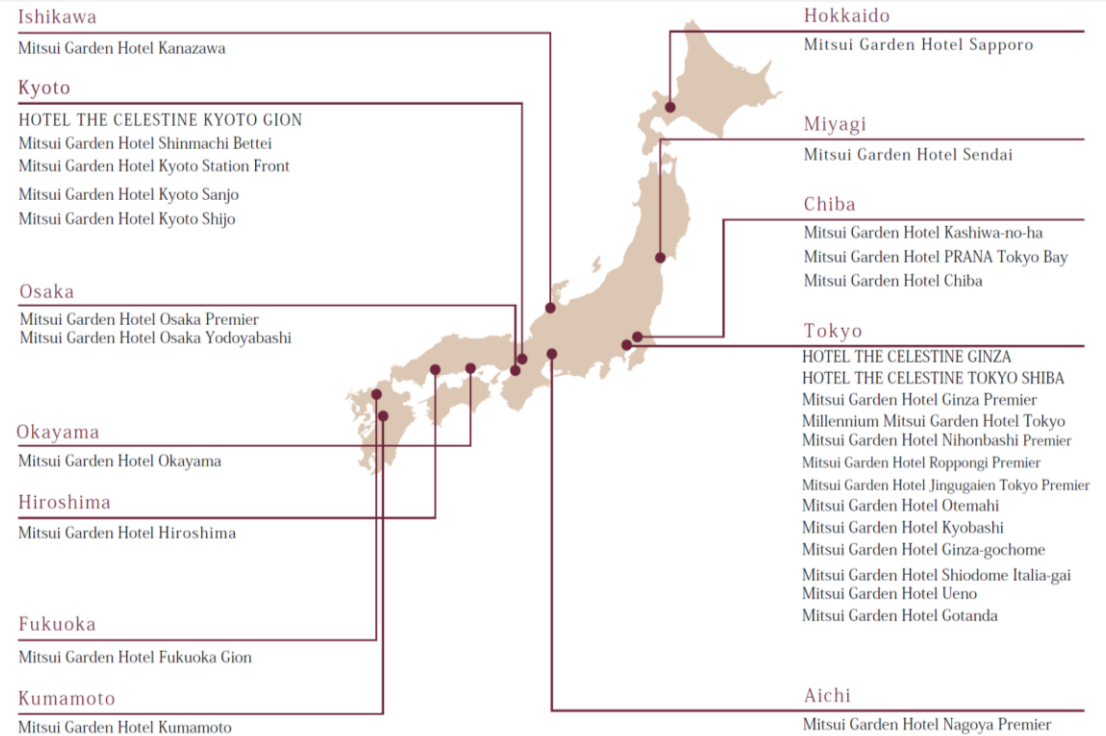 Ishikawa
Mitsui Garden Hotel Kanazawa
Kyoto
HOTEL THE CELESTINE KYOTO GION
Mitsui Garden Hotel Shinmachi Bettei
Mitsui Garden Hotel Kyoto Station Front
Mitsui Garden Hotel Kyoto Sanjo
Mitsui Garden Hotel Kyoto Shijo
Osaka
Mitsui Garden Hotel Osaka Premier
Mitsui Garden Hotel Osaka Yodoyabashi
Okayama
Mitsui Garden Hotel Okayama
Hiroshima
Mitsui Garden Hotel Hiroshima
Fukuoka
Mitsui Garden Hotel Fukuoka Gion
Kumamoto
Mitsui Garden Hotel Kumamoto
Hokkaido
Mitsui Garden Hotel Sapporo
Miyagi
Mitsui Garden Hotel Sendai
Chiba
Mitsui Garden Hotel Kashiwa-no-ha
Mitsui Garden Hotel PRANA Tokyo Bay
Mitsui Garden Hotel Chiba
Tokyo
HOTEL THE CELESTINE GINZA
HOTEL THE CELESTINE TOKYO SHIBA
Mitsui Garden Hotel Ginza Premier
Millennium Mitsui Garden Hotel Tokyo
Mitsui Garden Hotel Nihonbashi Premier
Mitsui Garden Hotel Roppongi Premier
Mitsui Garden Hotel Jingugaien Tokyo Premier
Mitsui Garden Hotel Otemahi
Mitsui Garden Hotel Kyobashi
Mitsui Garden Hotel Ginza-gochome
Mitsui Garden Hotel Shiodome Italia-gai
Mitsui Garden Hotel Ueno
Mitsui Garden Hotel Gotanda
Aichi
Mitsui Garden Hotel Nagoya Premier